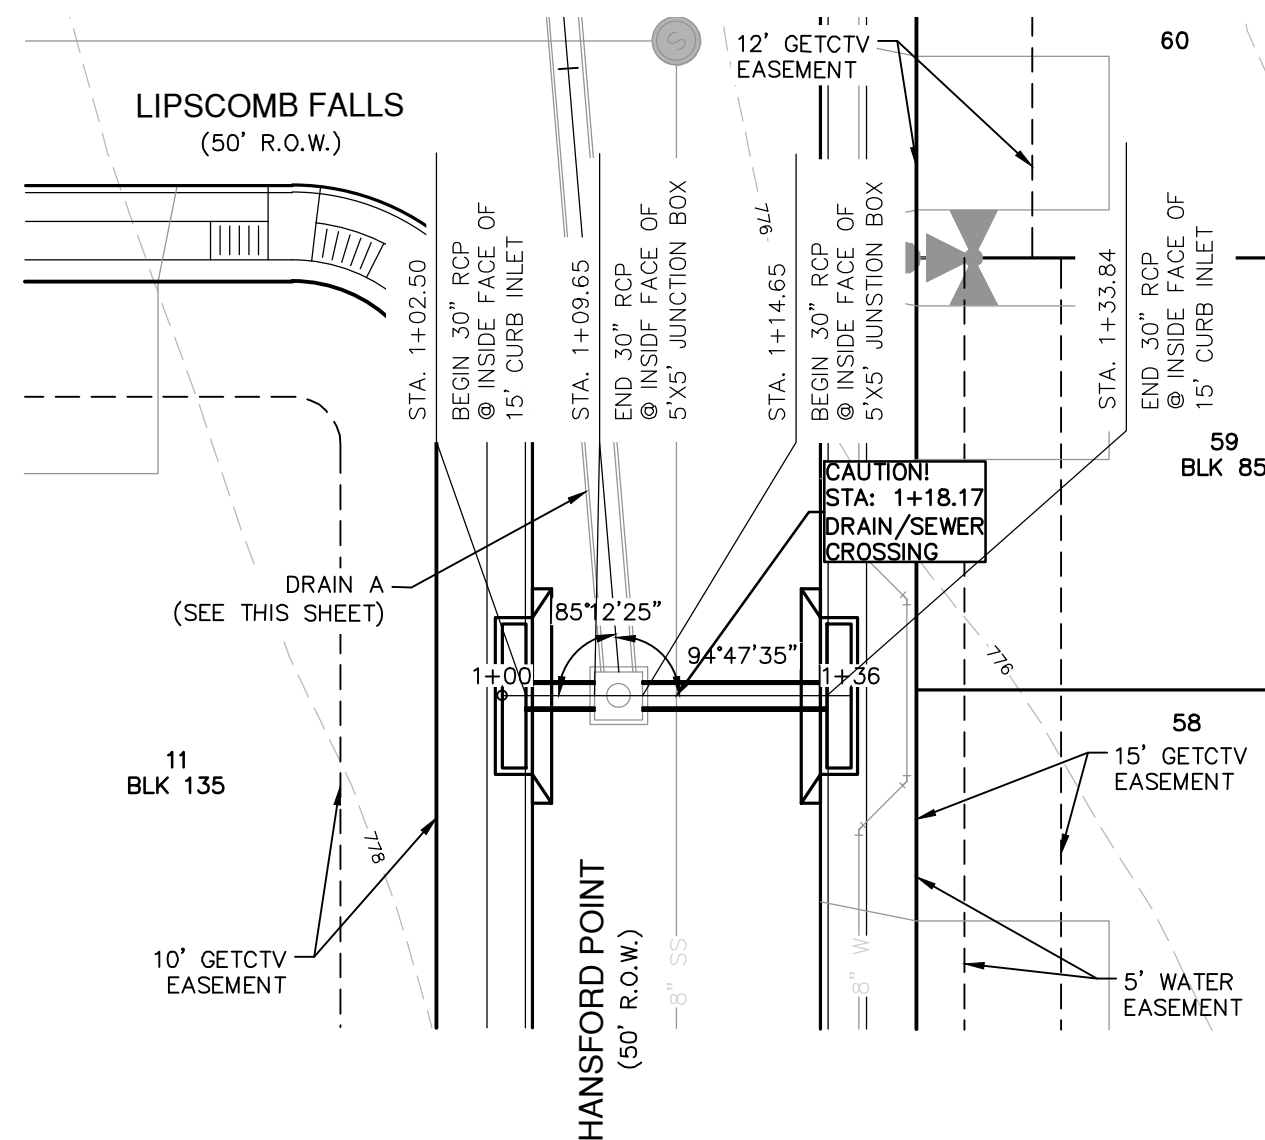 S
12' GETCTV
EASEMENT
60
LIPSCOMB FALLS
(50' R.O.W.)
776
STA. 1+02.50
BEGIN 30" RCP
@ INSIDE FACE OF
15' CURB INLET
STA. 1+09.65
END 30" RCP
@ INSIDF FACE OF
5'X5' JUNCTION BOX
STA. 1+14.65
BEGIN 30" RCP
@ INSIDE FACE OF
5'X5' JUNSTION BOX
STA. 1+33.84
END 30" RCP
@ INSIDE FACE OF
15' CURB INLET
59
BLK 85
CAUTION!
STA: 1+18.17
DRAIN/SEWER
CROSSING
DRAIN A
(SEE THIS SHEET)
85°12'25"
94°47'35"
1+00
1+36
776
58
11
BLK 135
15' GETCTV
EASEMENT
778
10' GETCTV
EASEMENT
HANSFORD POINT
(50' R.O.W.)
8" SS
8" W
5' WATER
EASEMENT